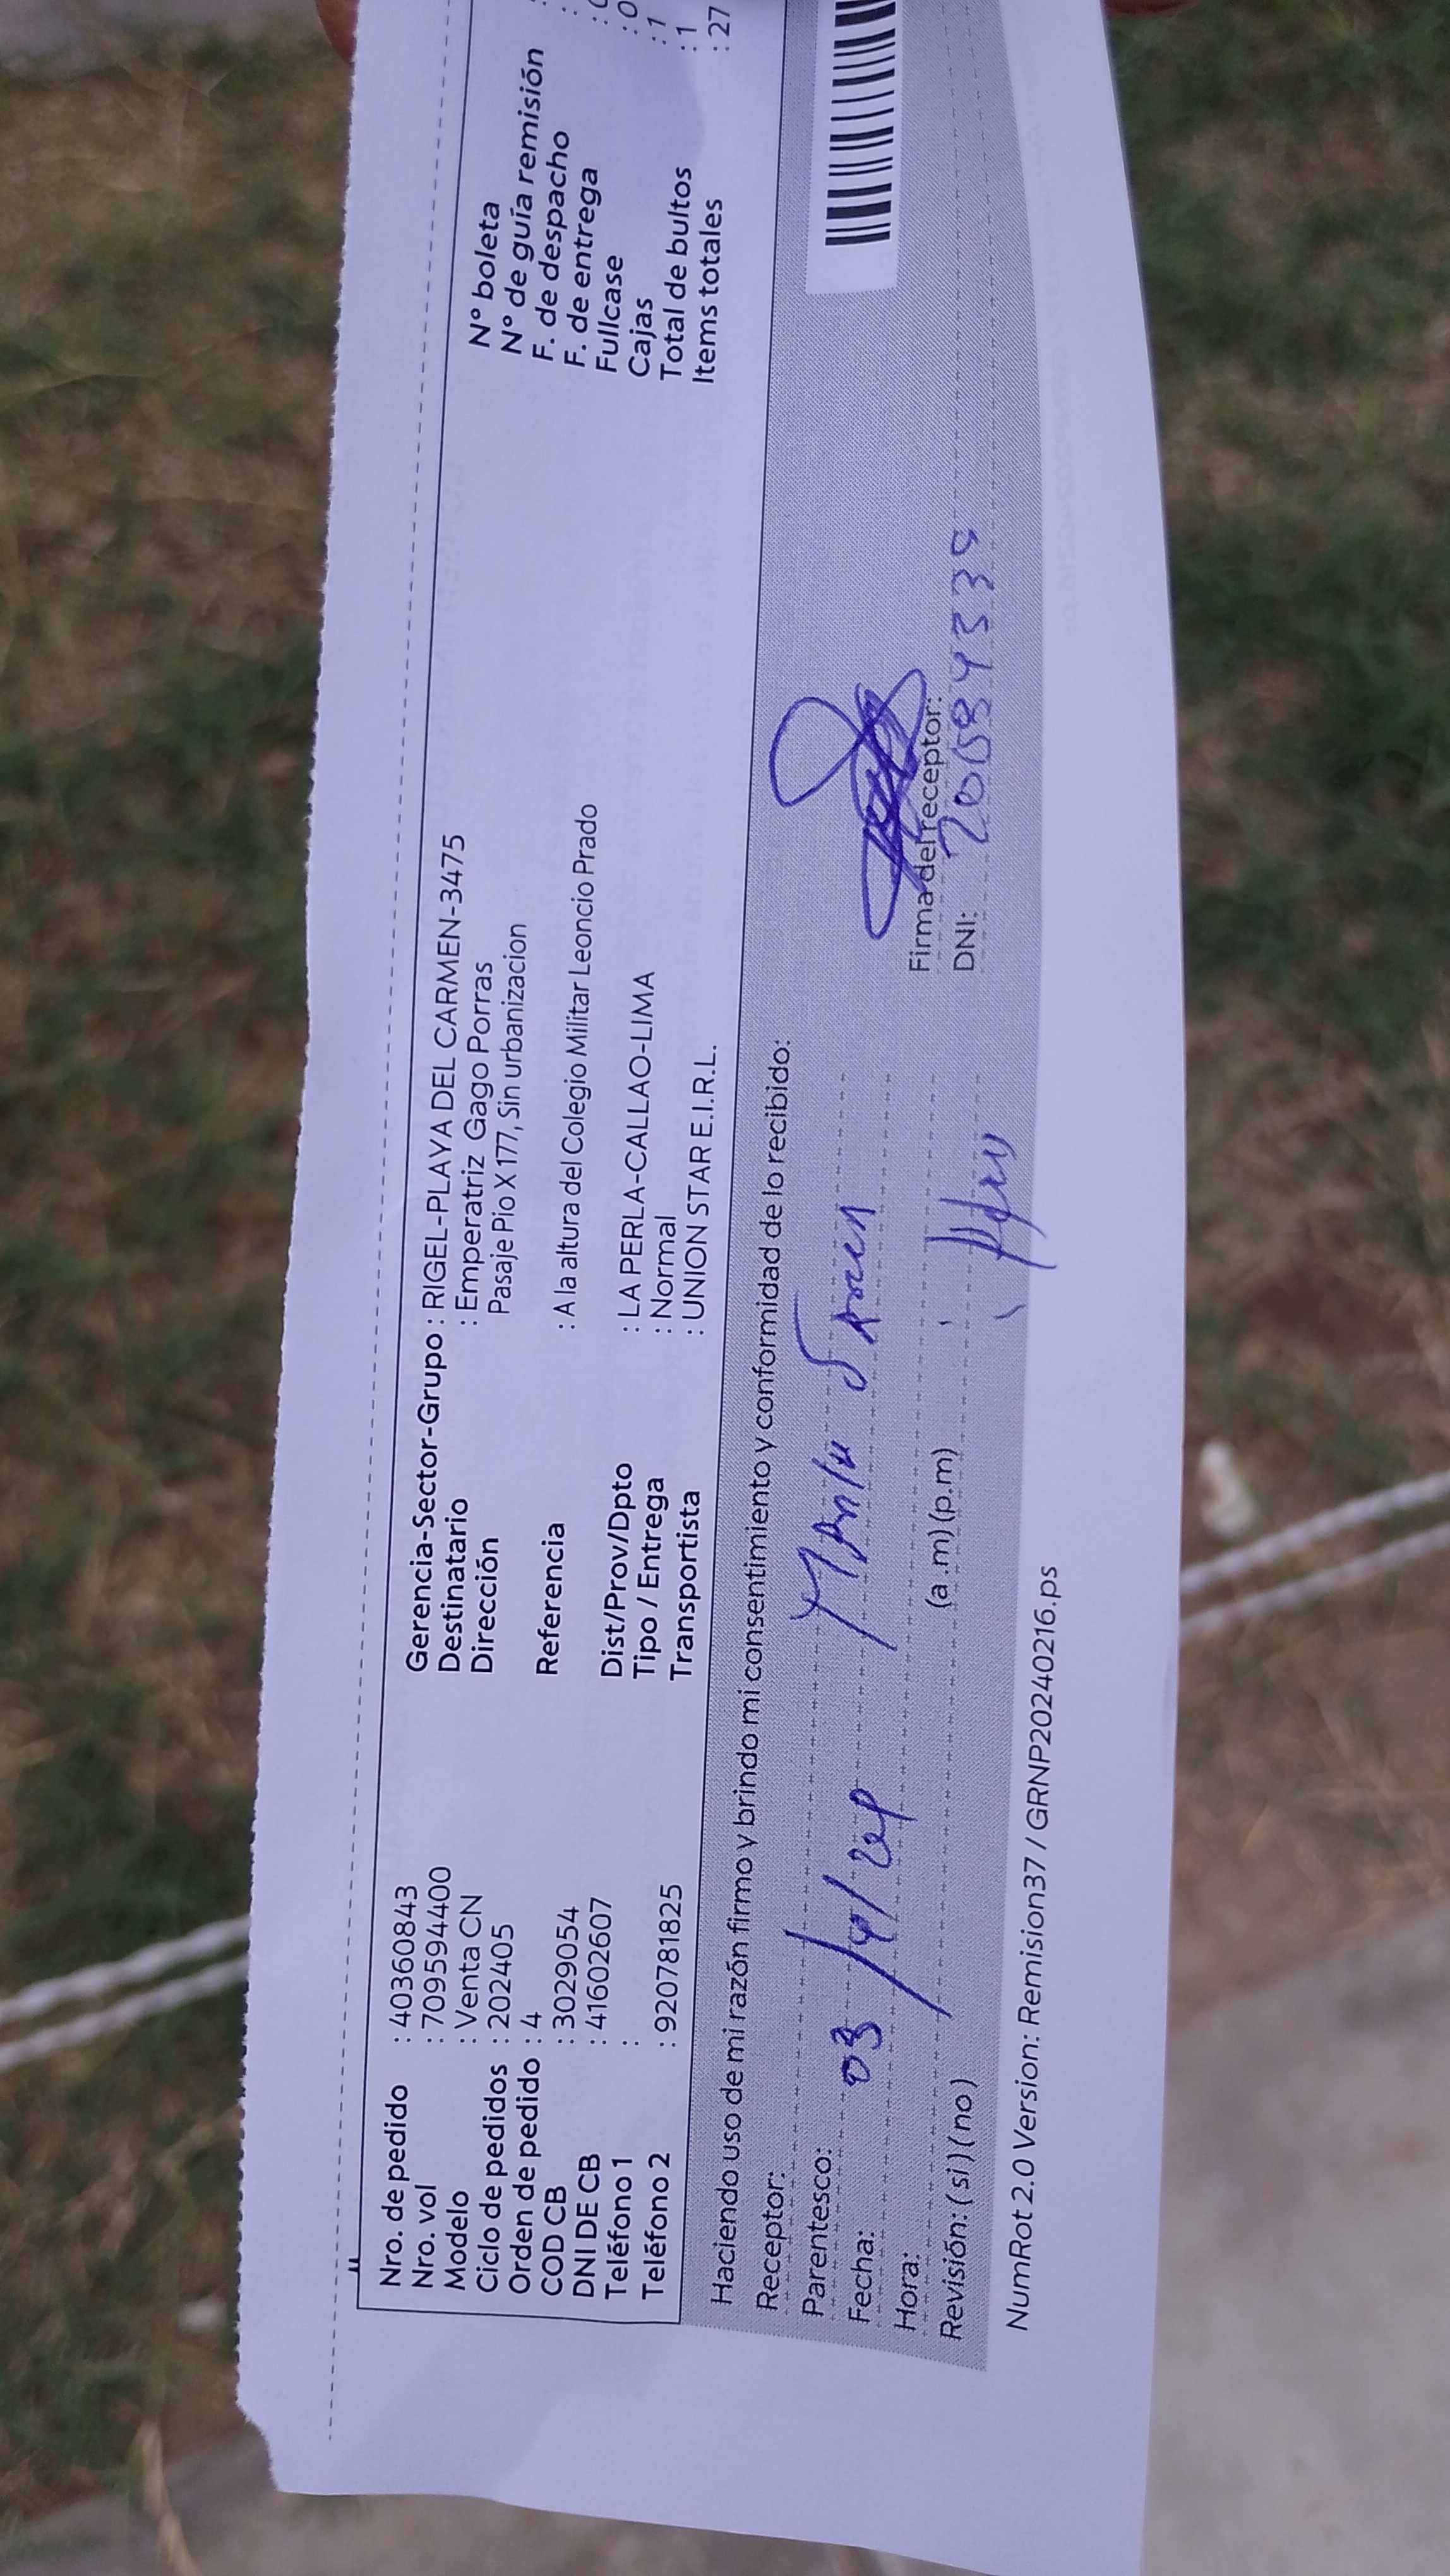 Nro. de pedido : 40360843
Nro. vol : 709594400
Modelo : Venta CN
Ciclo de pedidos : 202405
Orden de pedido : 4
COD CB : 3029054
DNI DE CB : 41602607
Teléfono 1 :
Teléfono 2 : 920781825
Gerencia-Sector-Grupo : RIGEL-PLAYA DEL CARMEN-3475
Destinatario : Emperatriz Gago Porras
Dirección Pasaje Pio X 177, Sin urbanizacion
Referencia : A la altura del Colegio Militar Leoncio Prado
Dist/Prov/Dpto : LA PERLA-CALLAO-LIMA
Tipo / Entrega : Normal
Transportista : UNION STAR E.I.R.L.
N° boleta :
N° de guía remisión
F. de despacho :
F. de entrega :
Fullcase : 0
Cajas : 1
Total de bultos : 1
Items totales : 27
Haciendo uso de mi razón firmo y brindo mi consentimiento y conformidad de lo recibido:
Receptor:
Parentesco:
Fecha: 03
Hora: (a .m) (p.m)
Revisión: ( si ) ( no )
Firma del receptor:
DNI:
NumRot 2.0 Version: Remision37 / GRNP20240216.ps